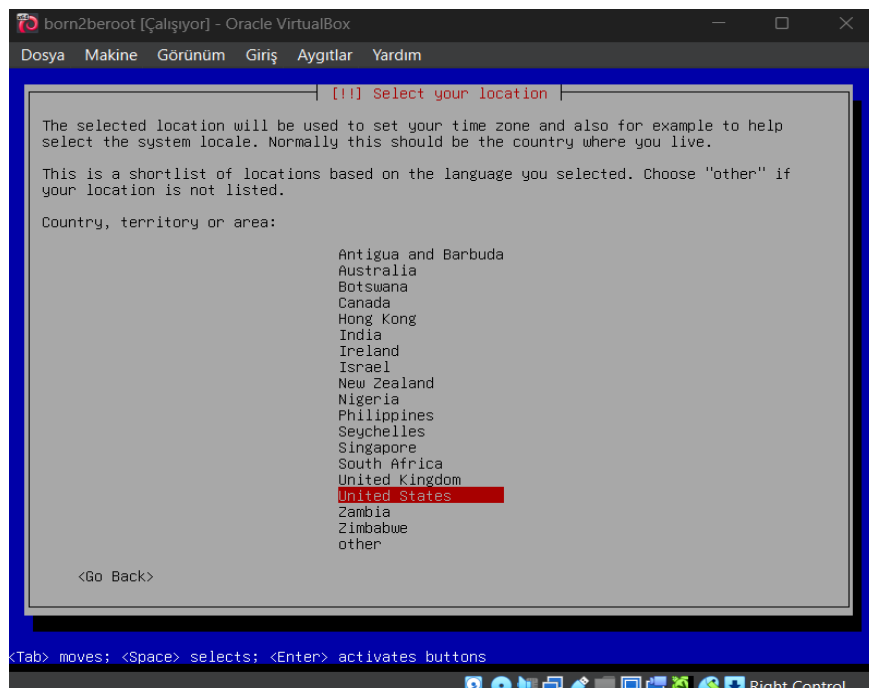 born2beroot [Çalışıyor] - Oracle VirtualBox
Dosya Makine Görünüm Giriş Aygıtlar Yardım
[!!] Select your location
The selected location will be used to set your time zone and also for example to help
select the system locale. Normally this should be the country where you live.
This is a shortlist of locations based on the language you selected. Choose "other" if
your location is not listed.
Country, territory or area:
Antigua and Barbuda
Australia
Botswana
Canada
Hong Kong
India
Ireland
Israel
New Zealand
Nigeria
Philippines
Seychelles
Singapore
South Africa
United Kingdom
United States
Zambia
Zimbabwe
other
<Go Back>
<Tab> moves; <Space> selects; <Enter> activates buttons
Right Control